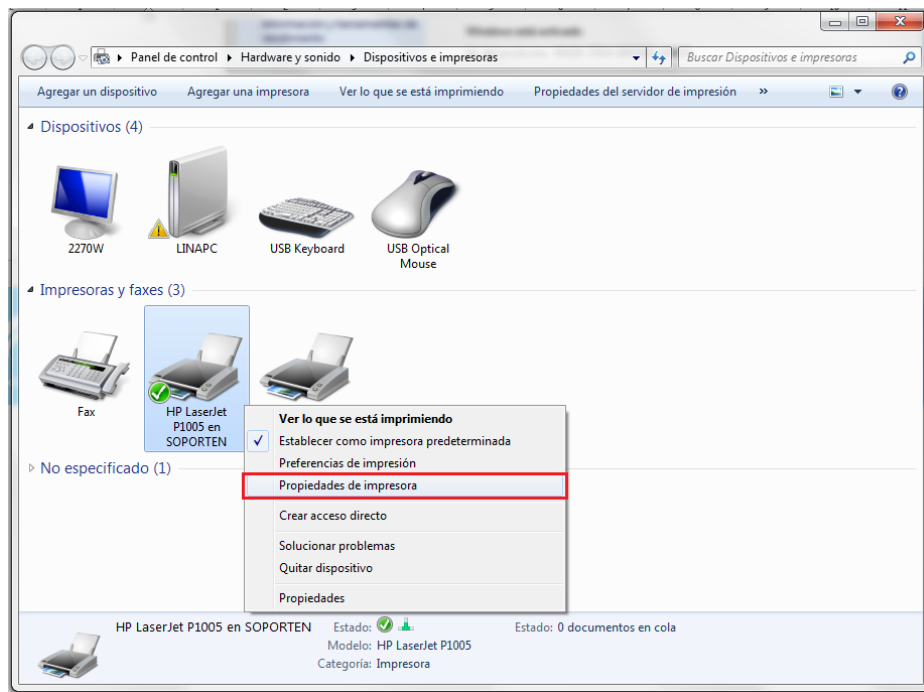 Panel de control ▸ Hardware y sonido ▸ Dispositivos e impresoras
Buscar Dispositivos e impresoras
Agregar un dispositivo Agregar una impresora Ver lo que se está imprimiendo Propiedades del servidor de impresión »
Dispositivos (4)
2270W
LINAPC
USB Keyboard
USB Optical
Mouse
Impresoras y faxes (3)
Fax
HP LaserJet
P1005 en
SOPORTEN
Ver lo que se está imprimiendo
Establecer como impresora predeterminada
Preferencias de impresión
Propiedades de impresora
Crear acceso directo
Solucionar problemas
Quitar dispositivo
Propiedades
No especificado (1)
HP LaserJet P1005 en SOPORTEN Estado: Estado: 0 documentos en cola
Modelo: HP LaserJet P1005
Categoría: Impresora